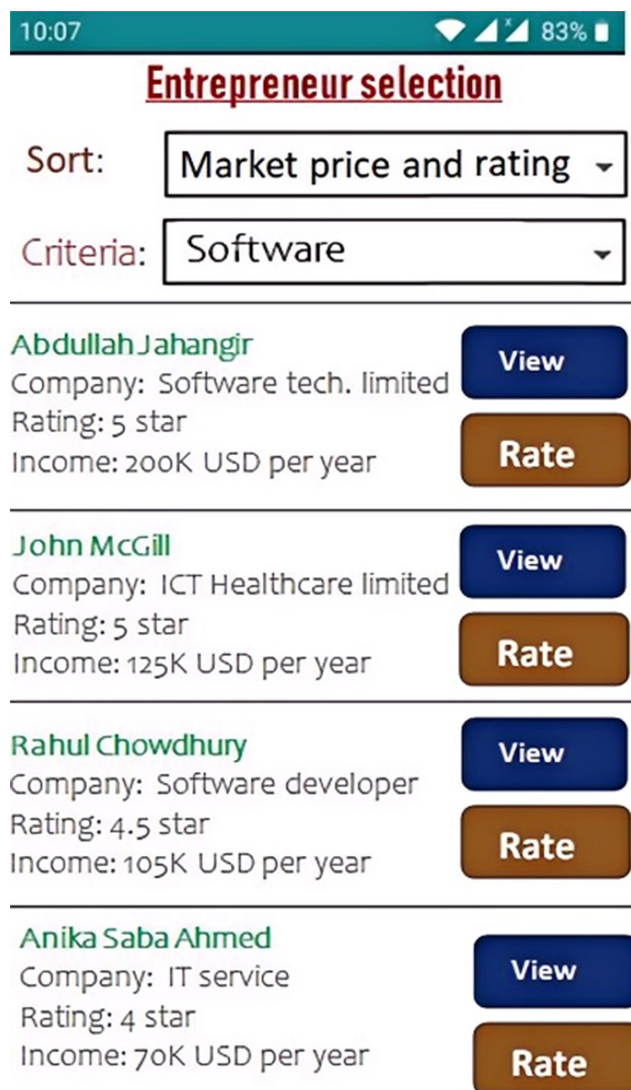 10:07 83%
Entrepreneur selection
Sort: Market price and rating
Criteria: Software
Abdullah Jahangir
View
Company: Software tech. limited
Rating: 5 star
Rate
Income: 200K USD per year
John McGill
View
Company: ICT Healthcare limited
Rating: 5 star
Rate
Income: 125K USD per year
Rahul Chowdhury
View
Company: Software developer
Rating: 4.5 star
Rate
Income: 105K USD per year
Anika Saba Ahmed
View
Company: IT service
Rating: 4 star
Income: 70K USD per year
Rate